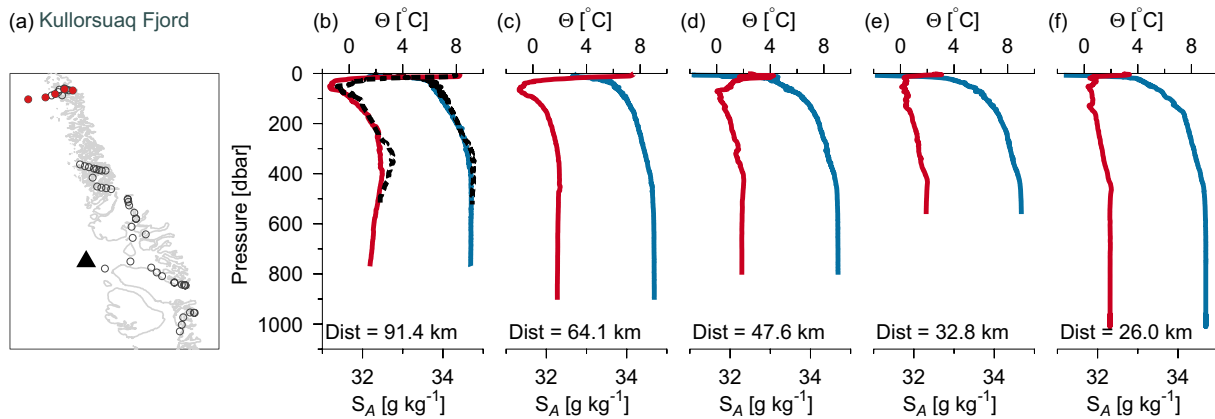 (a) Kullorsuaq Fjord
(b) Θ [°C]
(c) Θ [°C]
(d) Θ [°C]
(e) Θ [°C]
(f) Θ [°C]
0 4 8
0 4 8
0 4 8
0 4 8
0 4 8
Pressure [dbar]
0
200
400
600
800
1000
Dist = 91.4 km
Dist = 64.1 km
Dist = 47.6 km
Dist = 32.8 km
Dist = 26.0 km
32 34
32 34
32 34
32 34
32 34
S_A [g kg⁻¹]
S_A [g kg⁻¹]
S_A [g kg⁻¹]
S_A [g kg⁻¹]
S_A [g kg⁻¹]